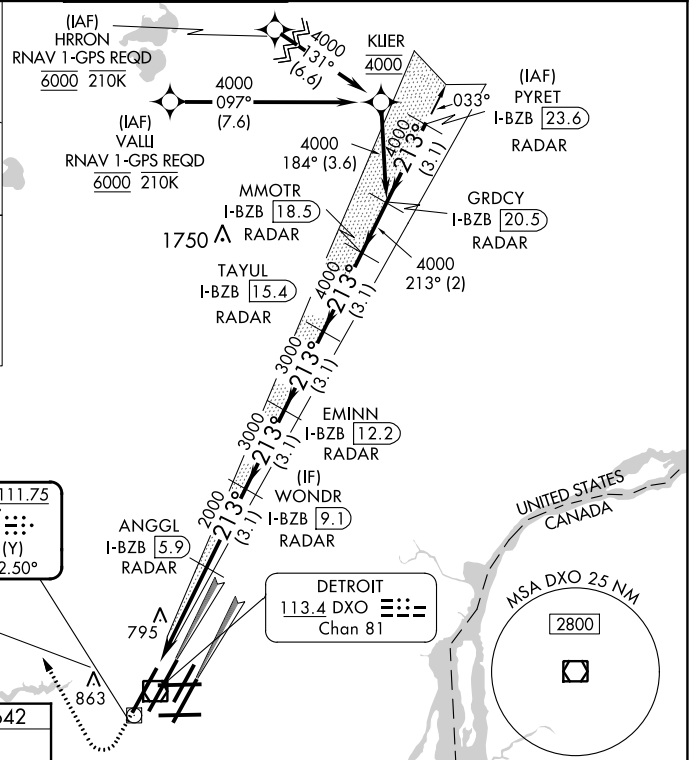 (IAF)
HRRON
RNAV 1-GPS REQD
6000 210K
4000
131°
(6.6)
KLIER
4000
4000
097°
(7.6)
(IAF)
VALLI
RNAV 1-GPS REQD
6000 210K
033°
(IAF)
PYRET
I-BZB 23.6
RADAR
4000
213°
(3.1)
4000
184° (3.6)
MMOTR
I-BZB 18.5
RADAR
GRDCY
I-BZB 20.5
RADAR
1750
4000
213° (2)
TAYUL
I-BZB 15.4
RADAR
4000
213°
(3.1)
3000
213°
(3.1)
EMINN
I-BZB 12.2
RADAR
3000
213°
(3.1)
(IF)
WONDR
I-BZB 9.1
RADAR
2000
213°
(3.1)
ANGGL
I-BZB 5.9
RADAR
111.75
(Y)
2.50°
UNITED STATES
CANADA
DETROIT
113.4 DXO
Chan 81
MSA DXO 25 NM
2800
795
863
642